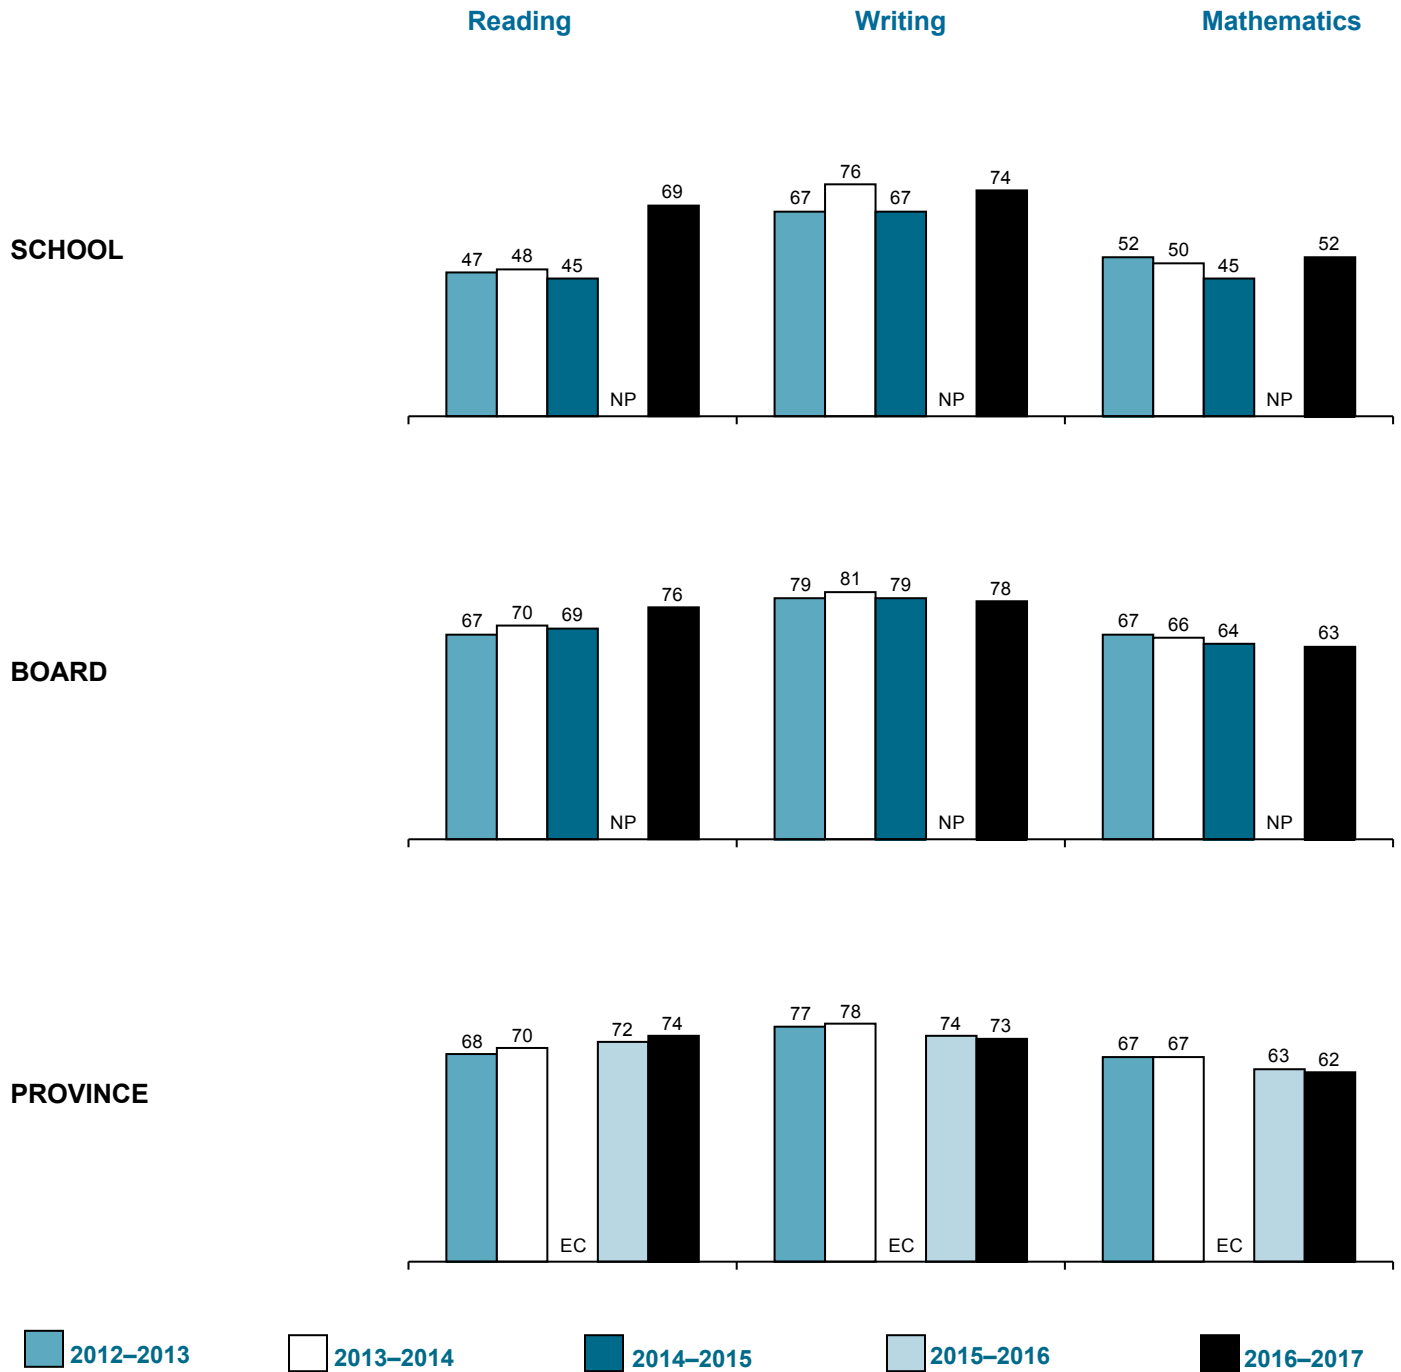 Reading Writing Mathematics
SCHOOL
47 48 45 NP 69 67 76 67 NP 74 52 50 45 NP 52
BOARD
67 70 69 NP 76 79 81 79 NP 78 67 66 64 NP 63
PROVINCE
68 70 EC 72 74 77 78 EC 74 73 67 67 EC 63 62
2012–2013 2013–2014 2014–2015 2015–2016 2016–2017